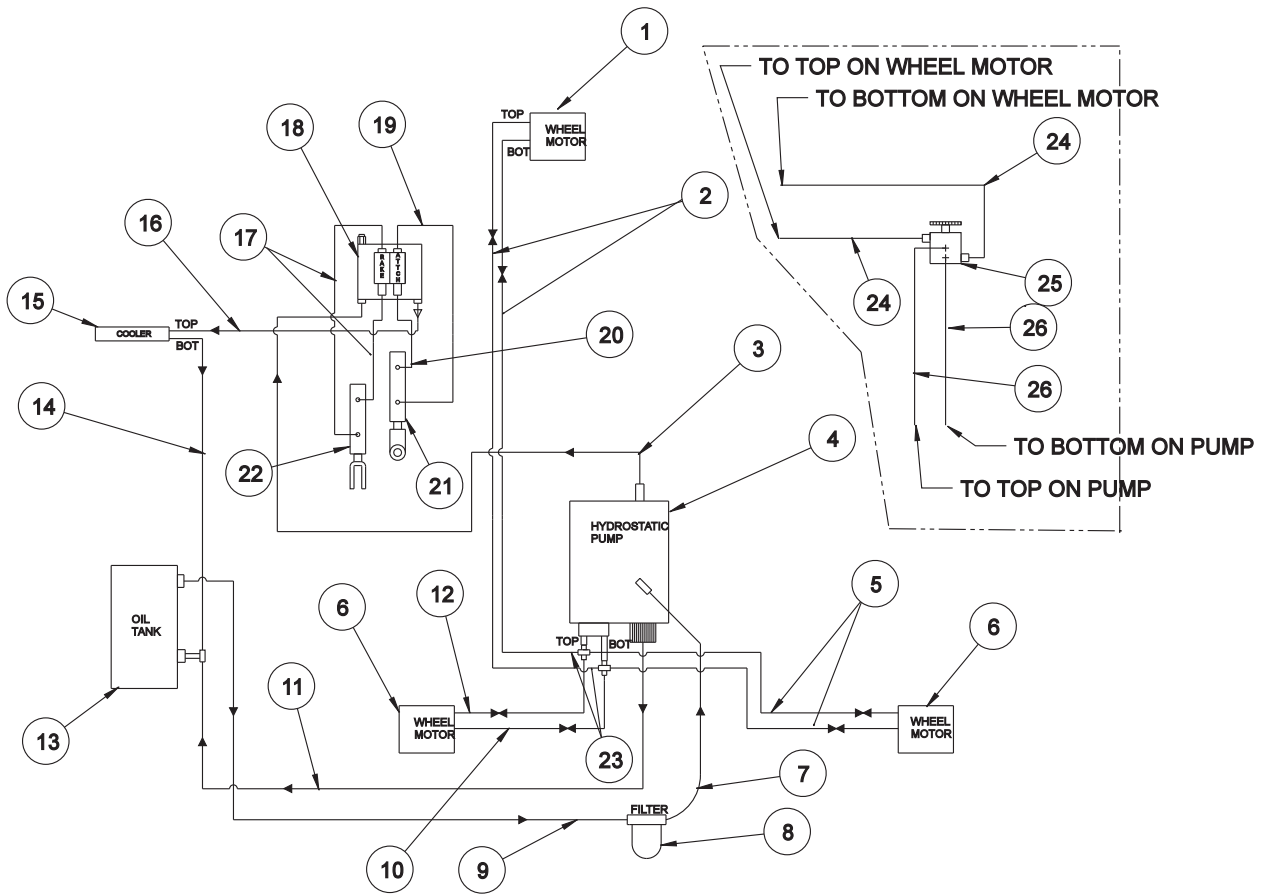 1
TO TOP ON WHEEL MOTOR
TO BOTTOM ON WHEEL MOTOR
TOP
WHEEL
MOTOR
BOT
18
19
24
2
16
17
RAKE
ATTCH
25
24
15
COOLER
TOP
BOT
20
26
3
26
14
4
22
21
TO BOTTOM ON PUMP
TO TOP ON PUMP
HYDROSTATIC
PUMP
5
12
6
6
OIL
TANK
TOP
BOT
11
WHEEL
MOTOR
WHEEL
MOTOR
13
23
7
FILTER
8
10
9